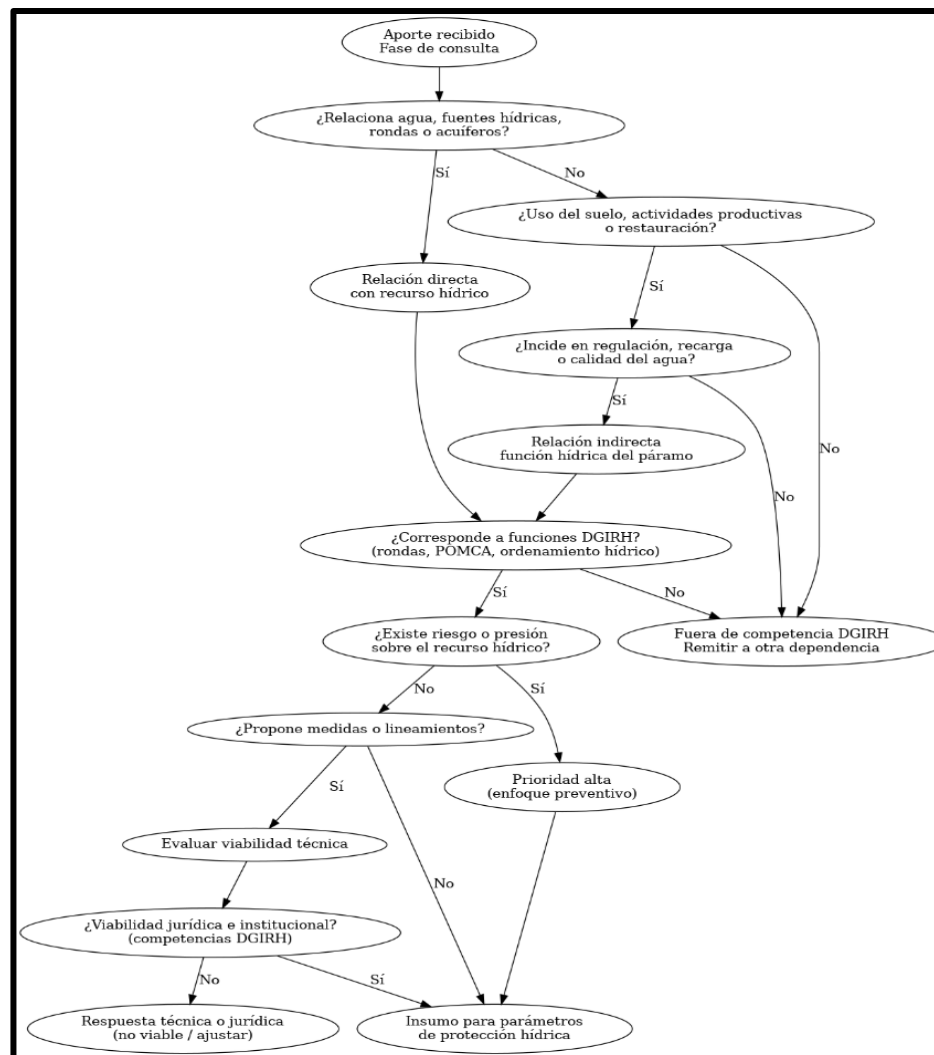 Aporte recibido
Fase de consulta
¿Relaciona agua, fuentes hídricas,
rondas o acuíferos?
Sí
No
¿Uso del suelo, actividades productivas
o restauración?
Relación directa
con recurso hídrico
Sí
¿Incide en regulación, recarga
o calidad del agua?
Sí
No
Relación indirecta
función hídrica del páramo
No
¿Corresponde a funciones DGIRH?
(rondas, POMCA, ordenamiento hídrico)
Sí
No
¿Existe riesgo o presión
sobre el recurso hídrico?
Fuera de competencia DGIRH
Remitir a otra dependencia
No
Sí
¿Propone medidas o lineamientos?
Prioridad alta
(enfoque preventivo)
Sí
Evaluar viabilidad técnica
No
¿Viabilidad jurídica e institucional?
(competencias DGIRH)
No
Sí
Respuesta técnica o jurídica
(no viable / ajustar)
Insumo para parámetros
de protección hídrica